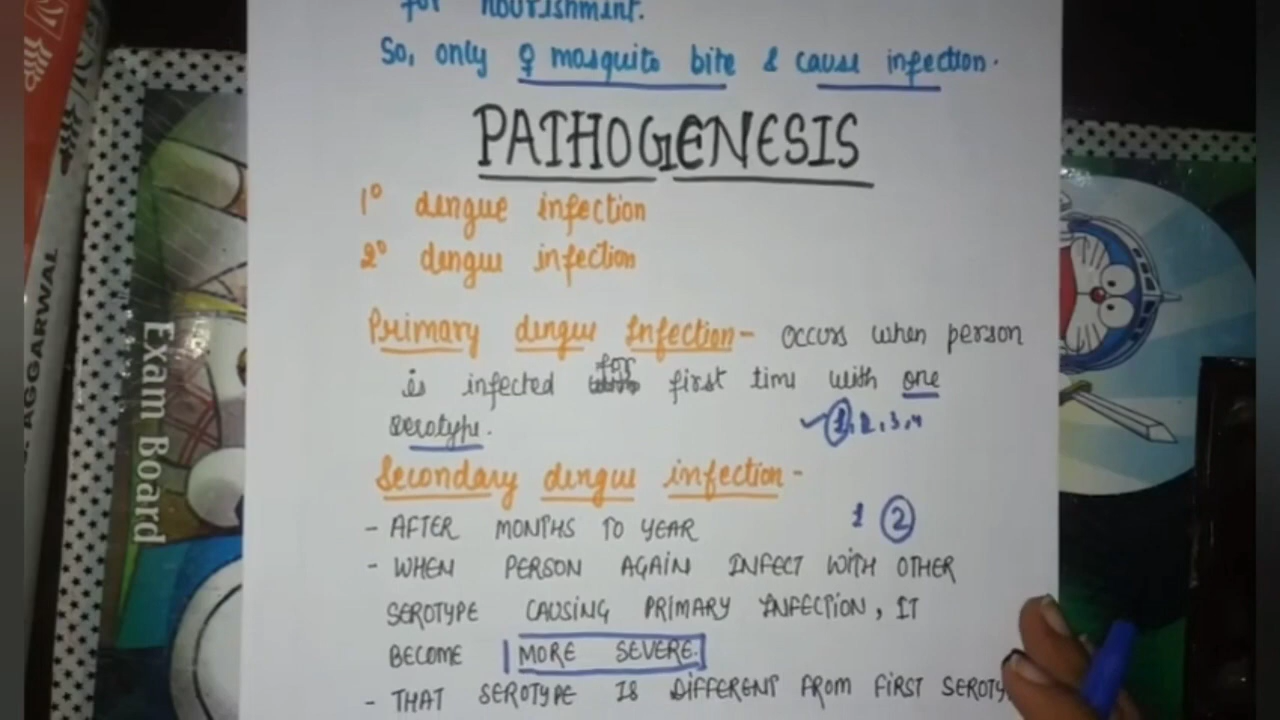 for nourishment.
So, only ♀ mosquito bite & cause infection.
PATHOGENESIS
1° dengue infection
2° dengue infection
Primary dengue Infection- occurs when person
is infected for first time with one
serotype.
✓1, 2, 3, 4
Secondary dengue infection-
- AFTER MONTHS TO YEAR
1 2
- WHEN PERSON AGAIN INFECT WITH OTHER
SEROTYPE CAUSING PRIMARY INFECTION, IT
BECOME MORE SEVERE.
- THAT SEROTYPE IS DIFFERENT FROM FIRST SEROTY
AGGARWAL
Exam Board